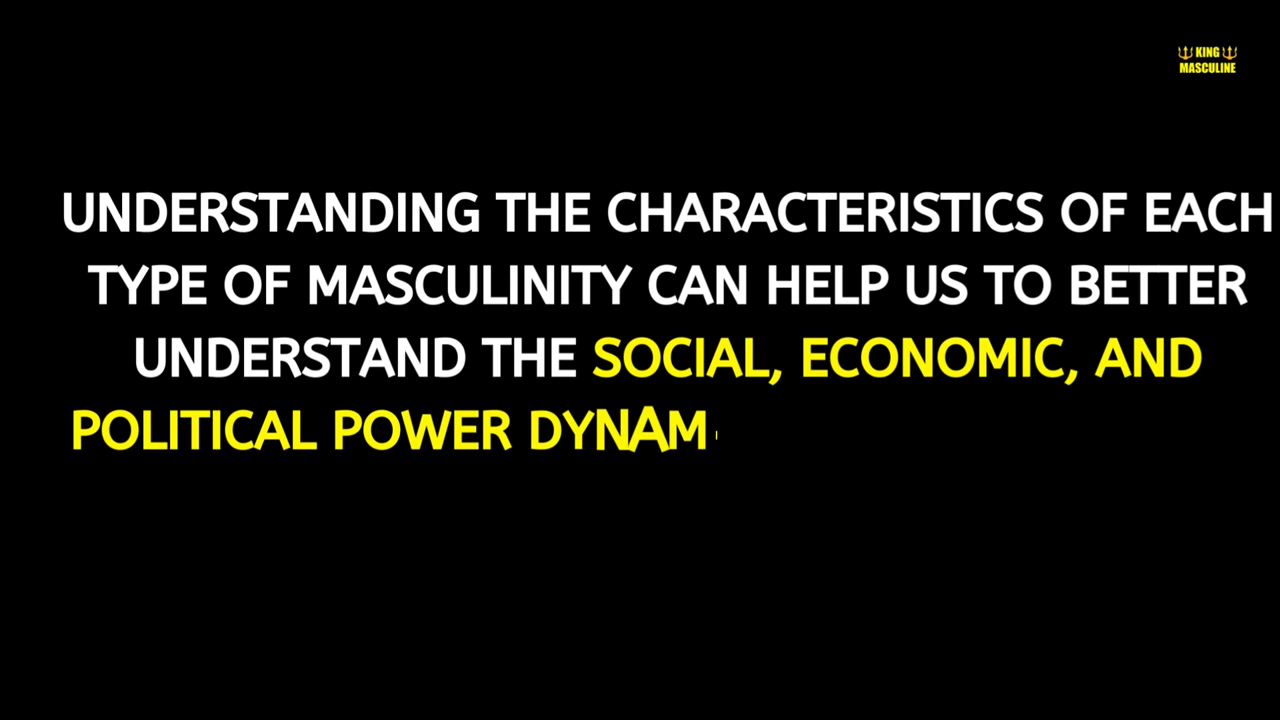 KING
MASCULINE
UNDERSTANDING THE CHARACTERISTICS OF EACH
TYPE OF MASCULINITY CAN HELP US TO BETTER
UNDERSTAND THE SOCIAL, ECONOMIC, AND
POLITICAL POWER DYNAM